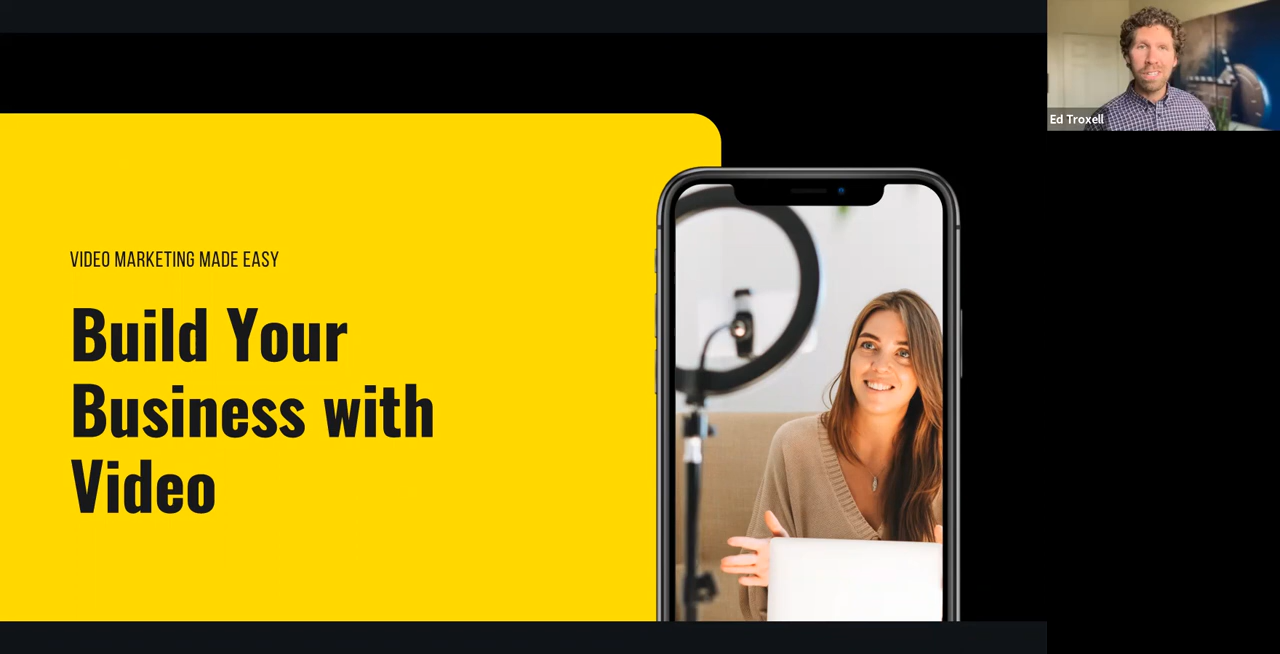 VIDEO MARKETING MADE EASY
Build Your
Business with
Video
Ed Troxell